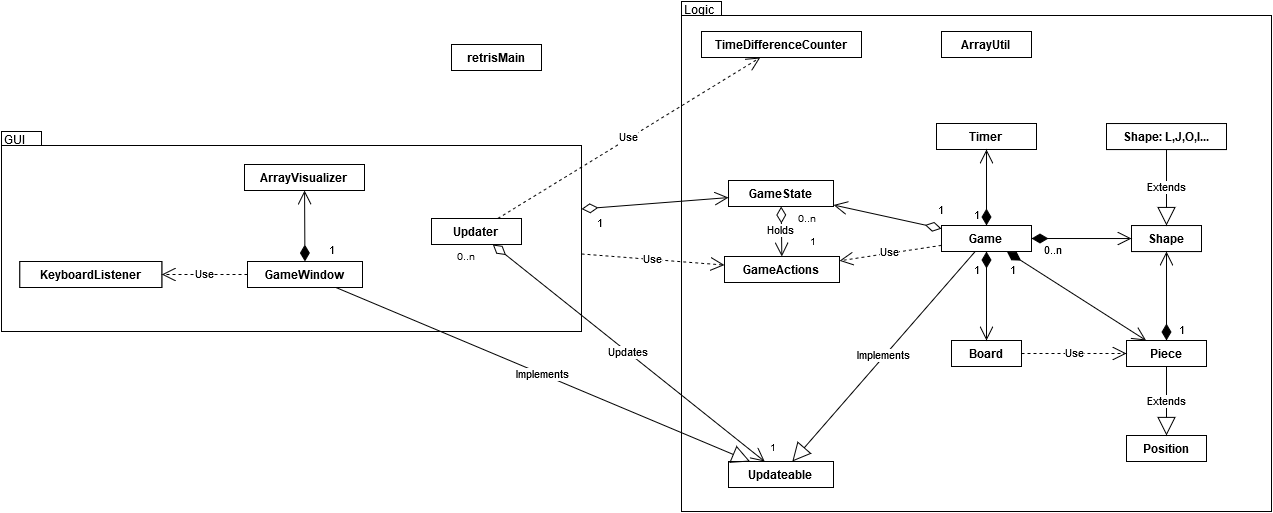 Logic
TimeDifferenceCounter
ArrayUtil
retrisMain
Timer
Shape: L,J,O,I...
GUI
Use
ArrayVisualizer
Extends
GameState
1
0..n
1
1
Updater
Holds
Game
Shape
0..n
1
1
Use
0..n
KeyboardListener
Use
GameWindow
Use
GameActions
1
1
1
Updates
Implements
Board
Use
Piece
Implements
Extends
1
Position
Updateable